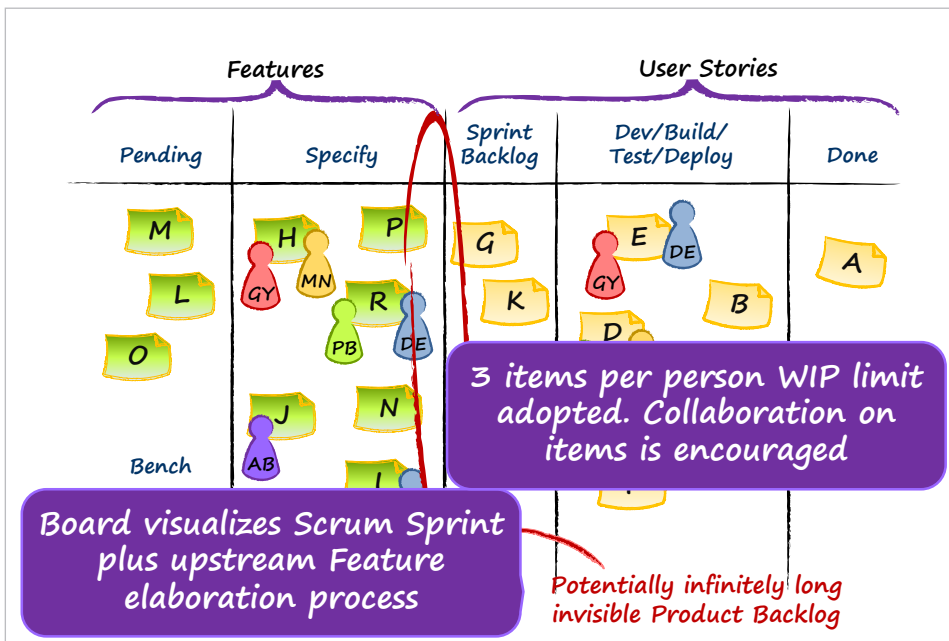 Features
User Stories
Pending
Specify
Sprint
Backlog
Dev/Build/
Test/Deploy
Done
M
H
P
G
E
A
GY
MN
GY
DE
L
R
K
B
PB
DE
O
D
J
N
AB
Bench
3 items per person WIP limit
adopted. Collaboration on
items is encouraged
Board visualizes Scrum Sprint
plus upstream Feature
elaboration process
Potentially infinitely long
invisible Product Backlog